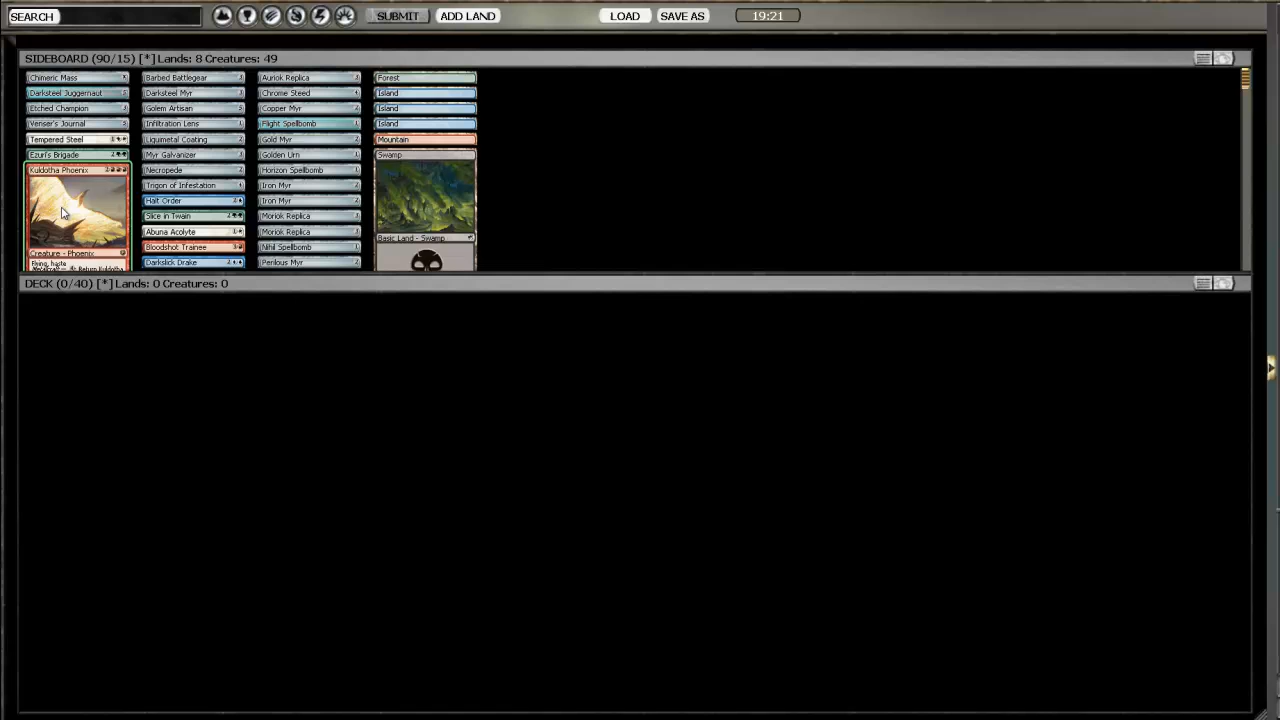 SEARCH
SUBMIT
ADD LAND
LOAD
SAVE AS
19:21
SIDEBOARD (90/15) [*] Lands: 8 Creatures: 49
Chimeric Mass
Darksteel Juggernaut
Etched Champion
Venser's Journal
Tempered Steel
Ezuri's Brigade
Kuldotha Phoenix
Creature - Phoenix
Flying, haste
Barbed Battlegear
Darksteel Myr
Golem Artisan
Infiltration Lens
Liquimetal Coating
Myr Galvanizer
Necropede
Trigon of Infestation
Halt Order
Slice in Twain
Abuna Acolyte
Bloodshot Trainee
Darkslick Drake
Auriok Replica
Chrome Steed
Copper Myr
Flight Spellbomb
Gold Myr
Golden Urn
Horizon Spellbomb
Iron Myr
Iron Myr
Moriok Replica
Moriok Replica
Nihil Spellbomb
Perilous Myr
Forest
Island
Island
Island
Mountain
Swamp
Basic Land - Swamp
DECK (0/40) [*] Lands: 0 Creatures: 0